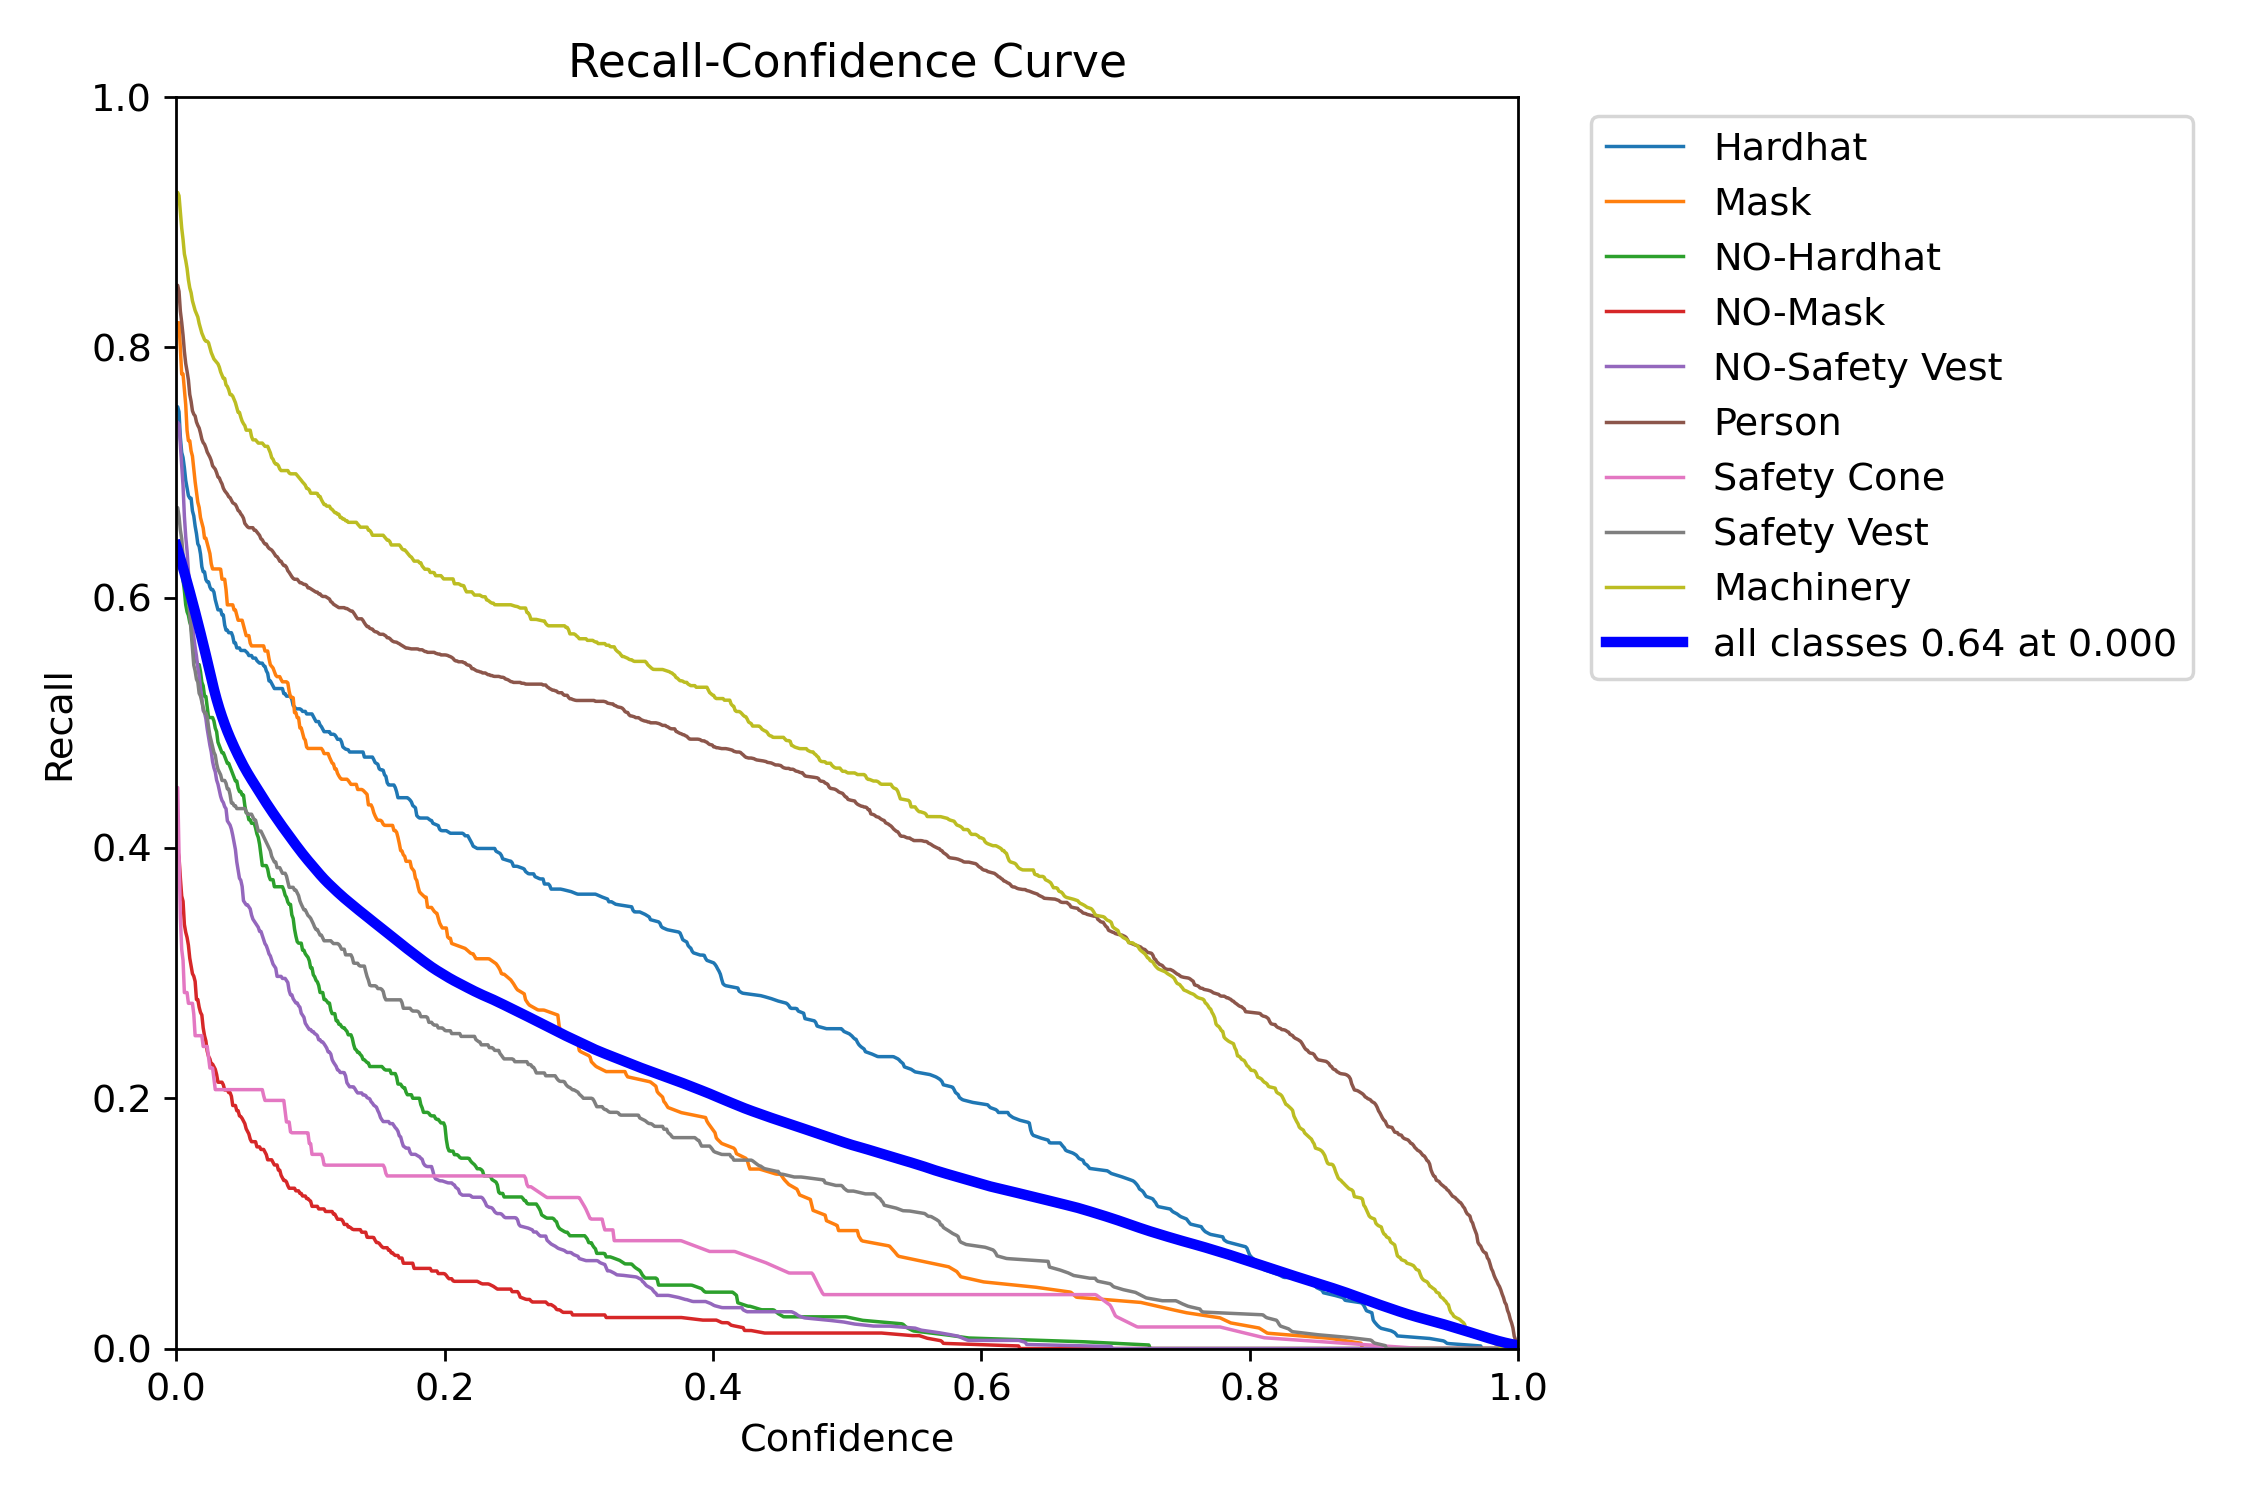 Recall-Confidence Curve
1.0
0.8
0.6
0.4
0.2
0.0
Recall
0.0 0.2 0.4 0.6 0.8 1.0
Confidence
Hardhat
Mask
NO-Hardhat
NO-Mask
NO-Safety Vest
Person
Safety Cone
Safety Vest
Machinery
all classes 0.64 at 0.000